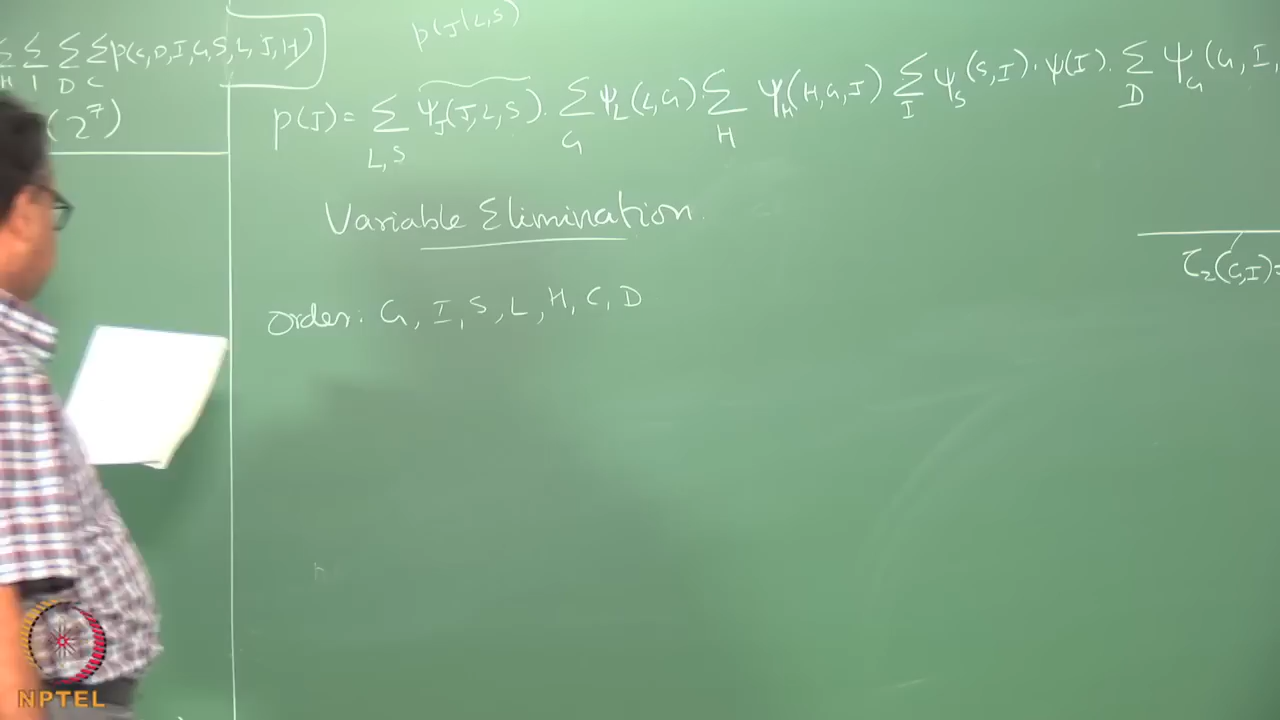 Σ Σ Σ Σ p(C,D,I,G,S,L,J,H)
H I D C
(2⁷)
p(J|L,S)
p(J) = Σ ψ_J(J,L,S) · Σ ψ_L(L,G) Σ ψ_H(H,G,J) Σ ψ_S(S,I) · ψ(I) · Σ ψ_G(G,I,
L,S G H I D
Variable Elimination.
τ₂(G,I)=
Order: G, I, S, L, H, C, D
NPTEL